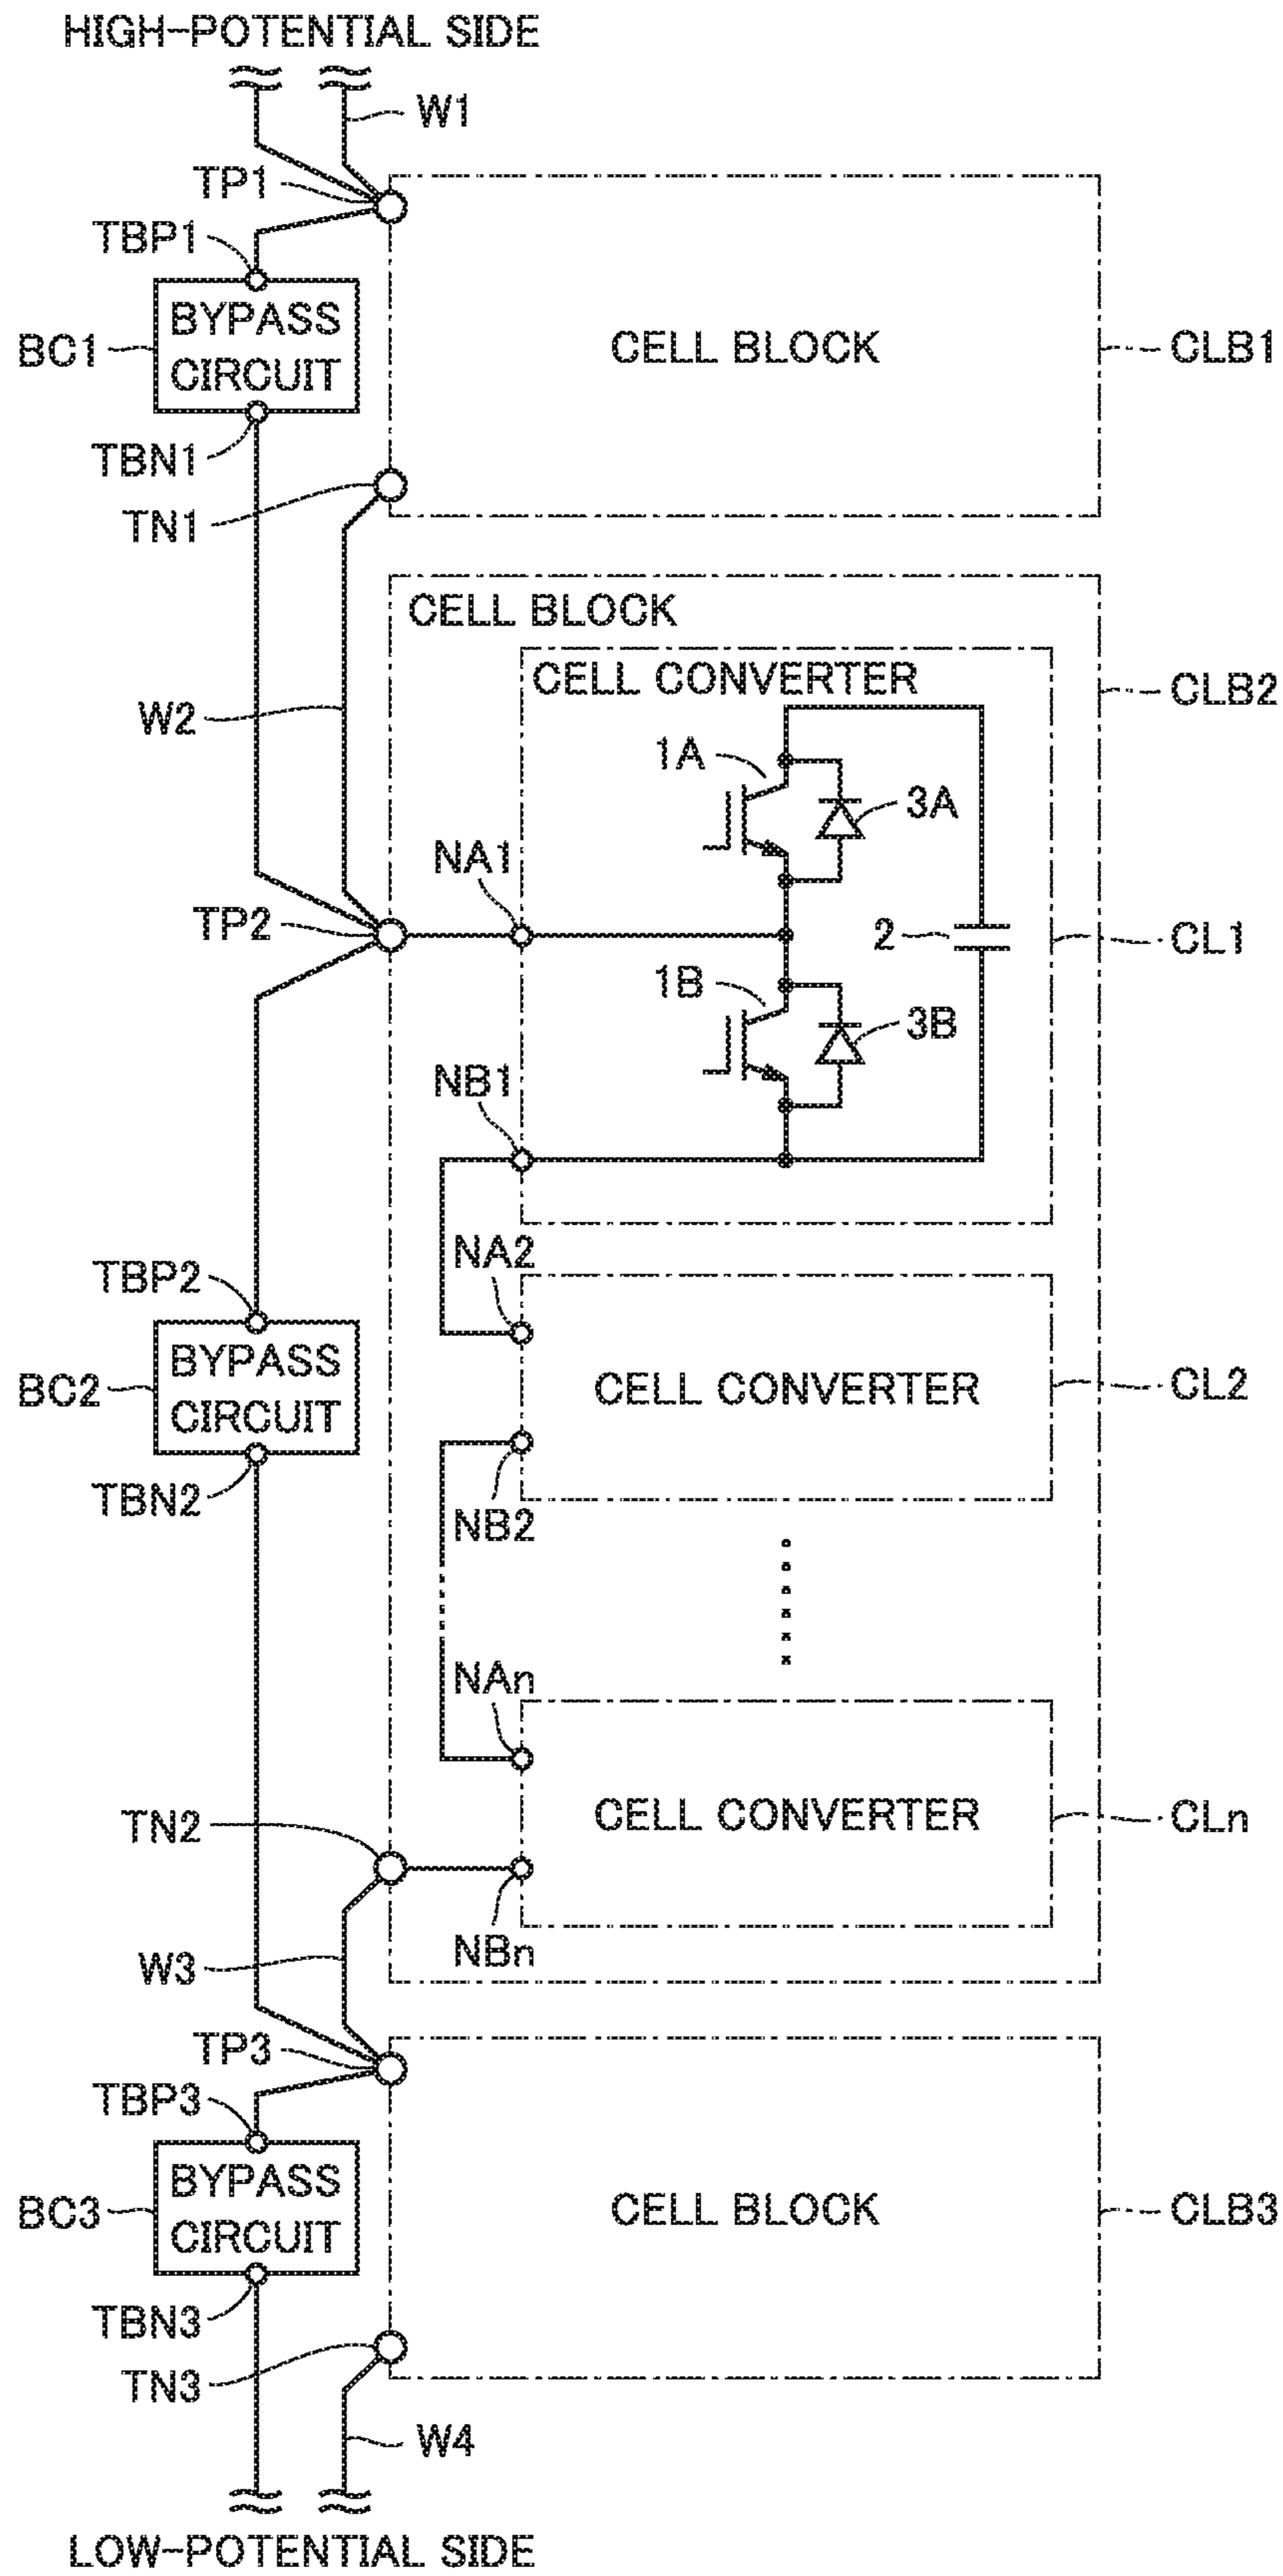 HIGH-POTENTIAL SIDE
W1
TP1
TBP1
BYPASS
CIRCUIT
BC1
CELL BLOCK
CLB1
TBN1
TN1
CELL BLOCK
CELL CONVERTER
CLB2
W2
1A
3A
NA1
TP2
2
CL1
1B
3B
NB1
NA2
TBP2
BYPASS
CIRCUIT
BC2
CELL CONVERTER
CL2
TBN2
NB2
NAn
TN2
CELL CONVERTER
CLn
NBn
W3
TP3
TBP3
BYPASS
CIRCUIT
BC3
CELL BLOCK
CLB3
TBN3
TN3
W4
LOW-POTENTIAL SIDE